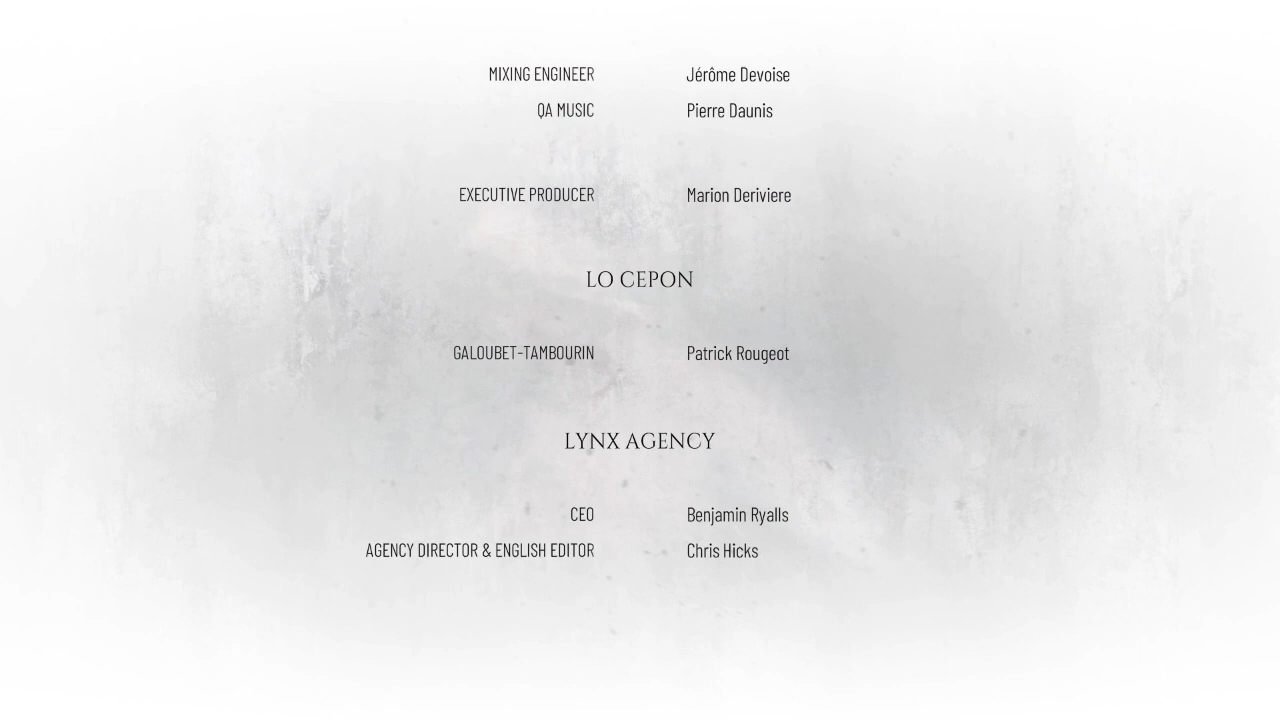 MIXING ENGINEER Jérôme Devoise
QA MUSIC Pierre Daunis
EXECUTIVE PRODUCER Marion Deriviere
LO CEPON
GALOUBET-TAMBOURIN Patrick Rougeot
LYNX AGENCY
CEO Benjamin Ryalls
AGENCY DIRECTOR & ENGLISH EDITOR Chris Hicks